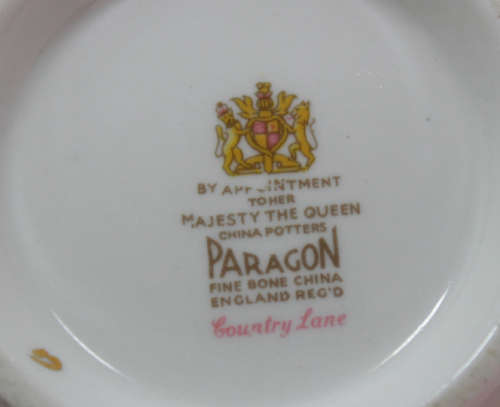 BY APPOINTMENT
TO HER
MAJESTY THE QUEEN
CHINA POTTERS
PARAGON
FINE BONE CHINA
ENGLAND REG'D
Country Lane